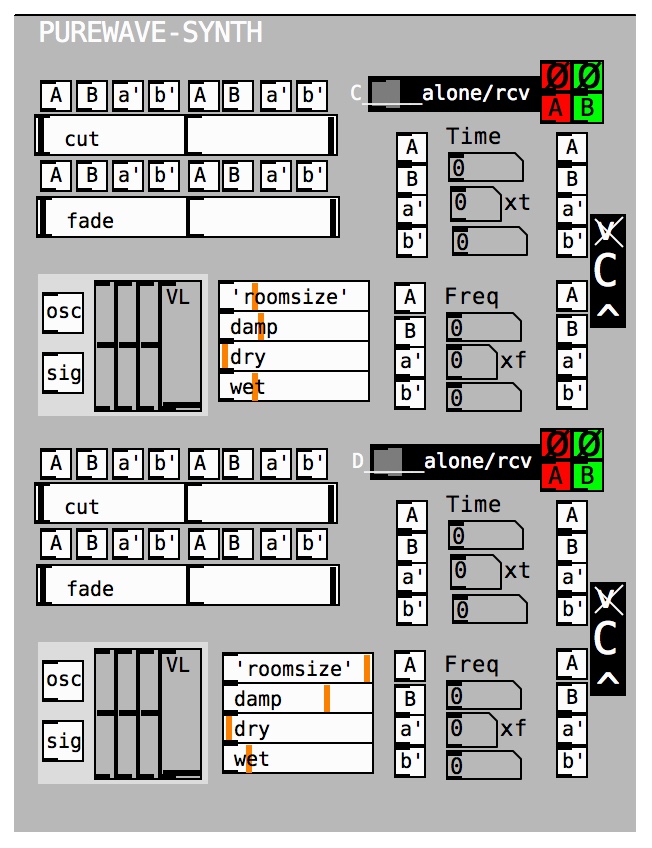 PUREWAVE-SYNTH
Ø Ø
C____alone/rcv A B
A B a' b' A B a' b'
cut
A B a' b' A B a' b'
fade
Time
A 0 A
B 0 xt B
a' 0 a'
b' b'
v
C
^
osc VL
sig
'roomsize'
damp
dry
wet
Freq
A 0 A
B 0 xf B
a' 0 a'
b' b'
Ø Ø
D____alone/rcv A B
A B a' b' A B a' b'
cut
A B a' b' A B a' b'
fade
Time
A 0 A
B 0 xt B
a' 0 a'
b' b'
v
C
^
osc VL
sig
'roomsize'
damp
dry
wet
Freq
A 0 A
B 0 xf B
a' 0 a'
b' b'